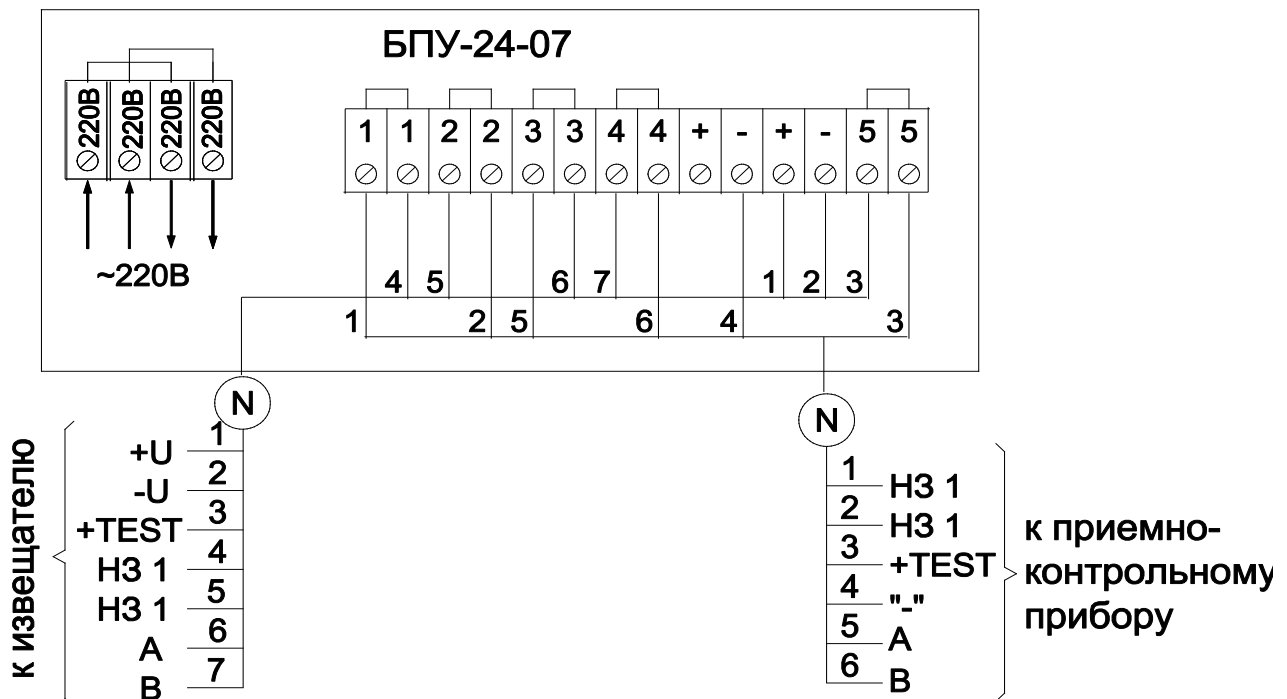 БПУ-24-07
220В 220В 220В 220В
1 1 2 2 3 3 4 4 + - + - 5 5
~220В
4 5 6 7 1 2 3
1 2 5 6 4 3
N
N
к извещателю
1
+U
2
-U
3
+TEST
4
НЗ 1
5
НЗ 1
6
А
7
В
1
НЗ 1
2
НЗ 1
3
+TEST
4
"-"
5
А
6
В
к приемно-
контрольному
прибору